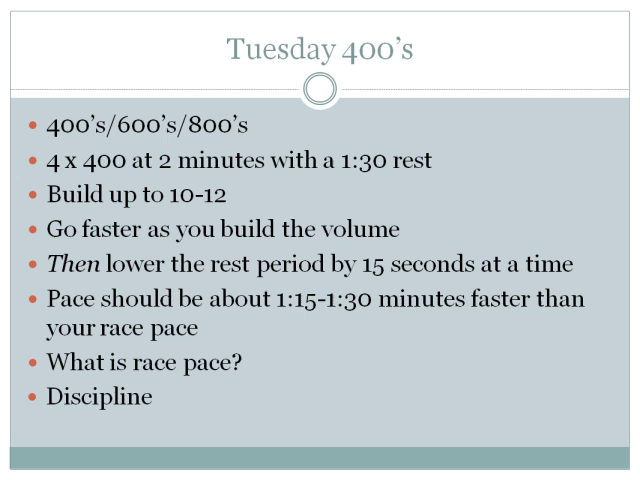 Tuesday 400's
400's/600's/800's
4 x 400 at 2 minutes with a 1:30 rest
Build up to 10-12
Go faster as you build the volume
Then lower the rest period by 15 seconds at a time
Pace should be about 1:15-1:30 minutes faster than
your race pace
What is race pace?
Discipline